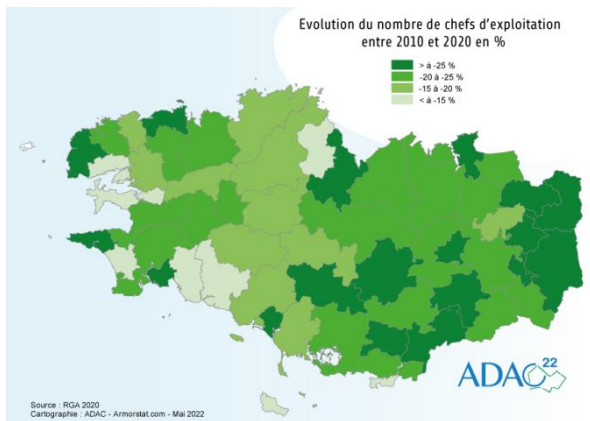 Evolution du nombre de chefs d'exploitation
entre 2010 et 2020 en %
> à -25 %
-20 à -25 %
-15 à -20 %
< à -15 %
ADAC 22
Source : RGA 2020
Cartographie : ADAC - Armorstat.com - Mai 2022